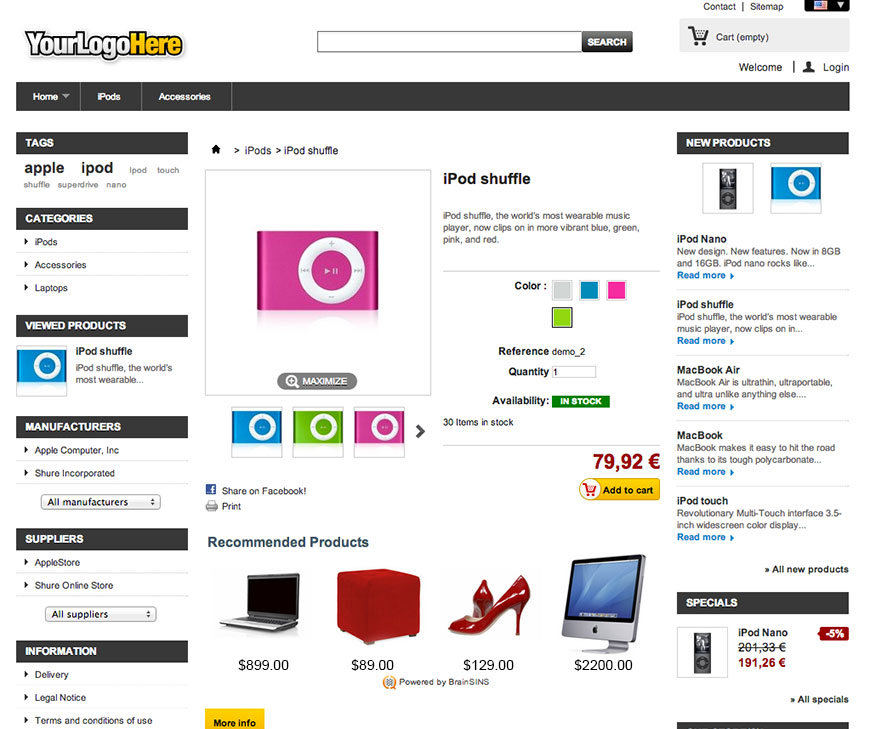 Contact | Sitemap
YourLogoHere
SEARCH
Cart (empty)
Welcome | Login
Home iPods Accessories
TAGS
apple ipod Ipod touch
shuffle superdrive nano
CATEGORIES
iPods
Accessories
Laptops
VIEWED PRODUCTS
iPod shuffle
iPod shuffle, the world's
most wearable...
MANUFACTURERS
Apple Computer, Inc
Shure Incorporated
All manufacturers
SUPPLIERS
AppleStore
Shure Online Store
All suppliers
INFORMATION
Delivery
Legal Notice
Terms and conditions of use
> iPods > iPod shuffle
MAXIMIZE
Share on Facebook!
Print
iPod shuffle
iPod shuffle, the world's most wearable music
player, now clips on in more vibrant blue, green,
pink, and red.
Color :
Reference demo_2
Quantity 1
Availability: IN STOCK
30 Items in stock
79,92 €
Add to cart
Recommended Products
$899.00 $89.00 $129.00 $2200.00
Powered by BrainSINS
More info
NEW PRODUCTS
iPod Nano
New design. New features. Now in 8GB
and 16GB. iPod nano rocks like...
Read more
iPod shuffle
iPod shuffle, the world's most wearable
music player, now clips on in...
Read more
MacBook Air
MacBook Air is ultrathin, ultraportable,
and ultra unlike anything else....
Read more
MacBook
MacBook makes it easy to hit the road
thanks to its tough polycarbonate...
Read more
iPod touch
Revolutionary Multi-Touch interface 3.5-
inch widescreen color display...
Read more
» All new products
SPECIALS
iPod Nano -5%
201,33 €
191,26 €
» All specials